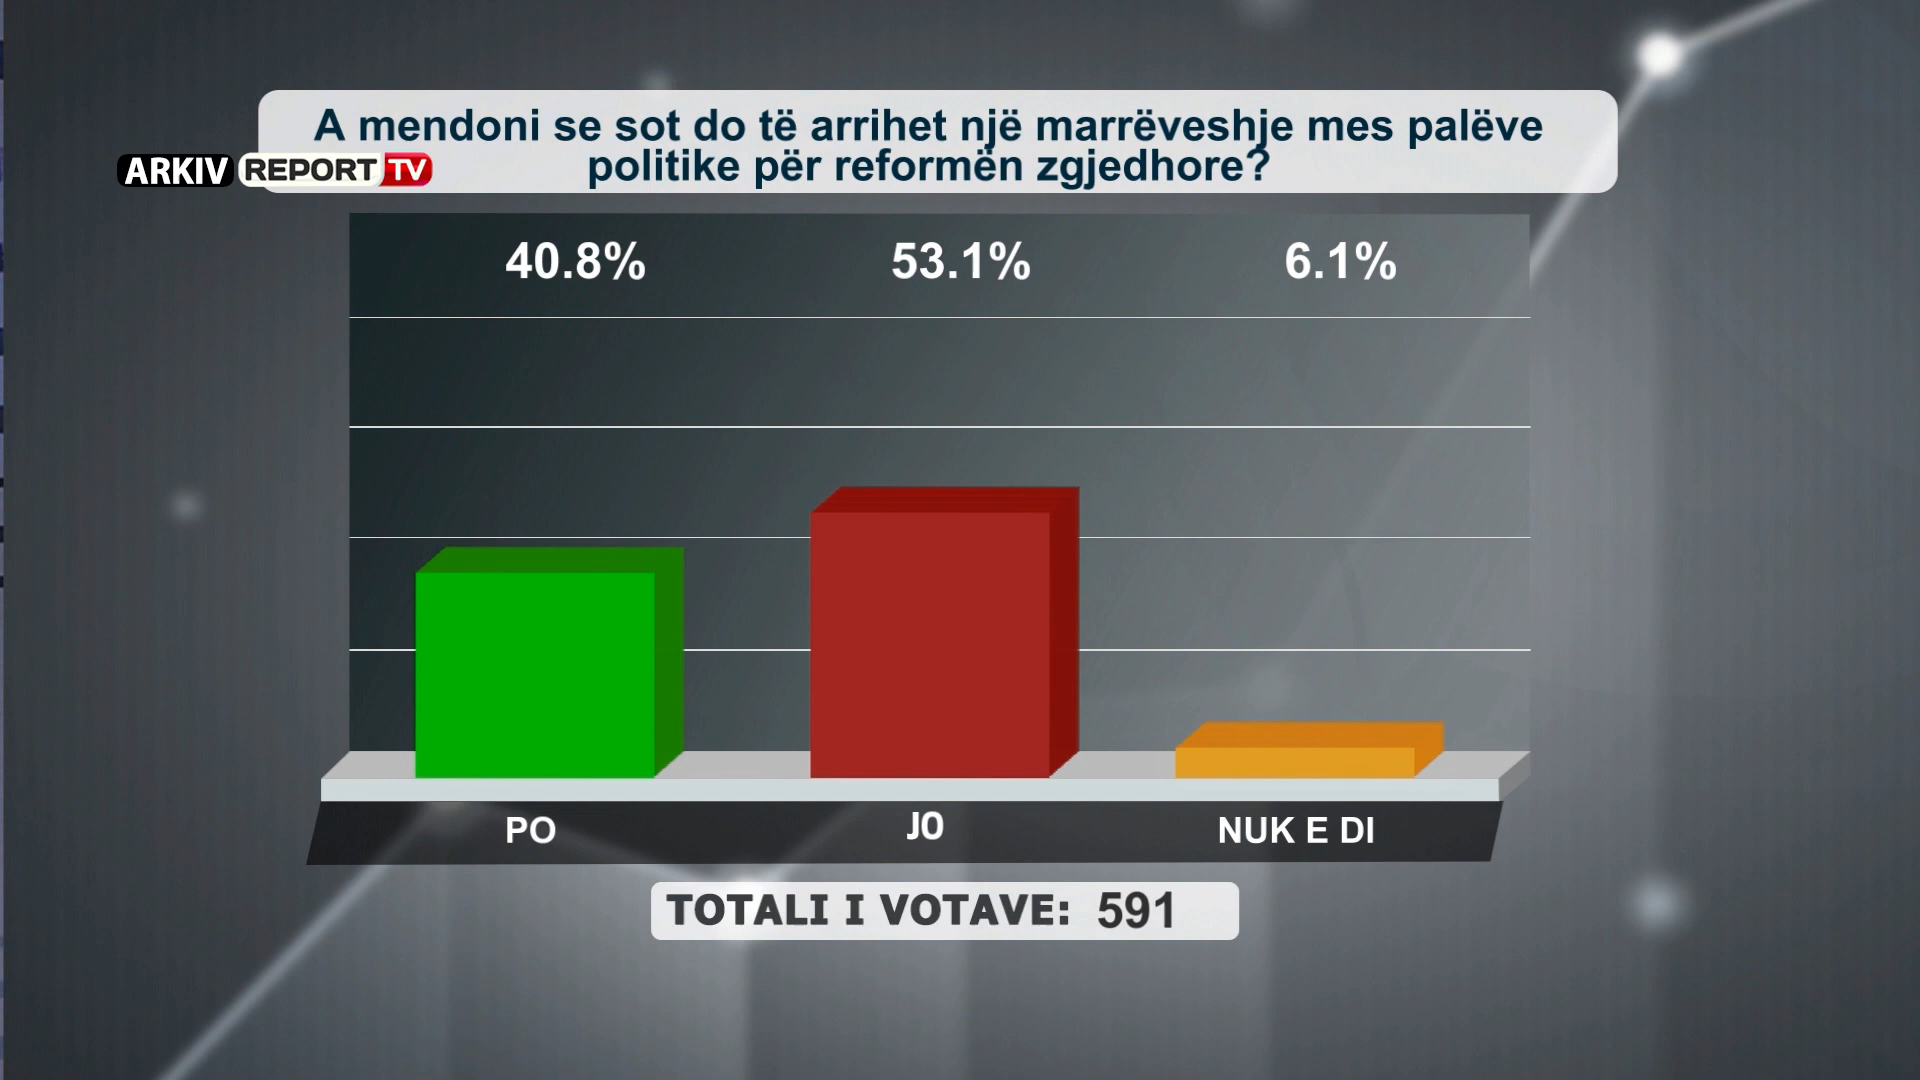 A mendoni se sot do të arrihet një marrëveshje mes palëve
politike për reformën zgjedhore?
ARKIV REPORT TV
40.8% 53.1% 6.1%
PO JO NUK E DI
TOTALI I VOTAVE: 591